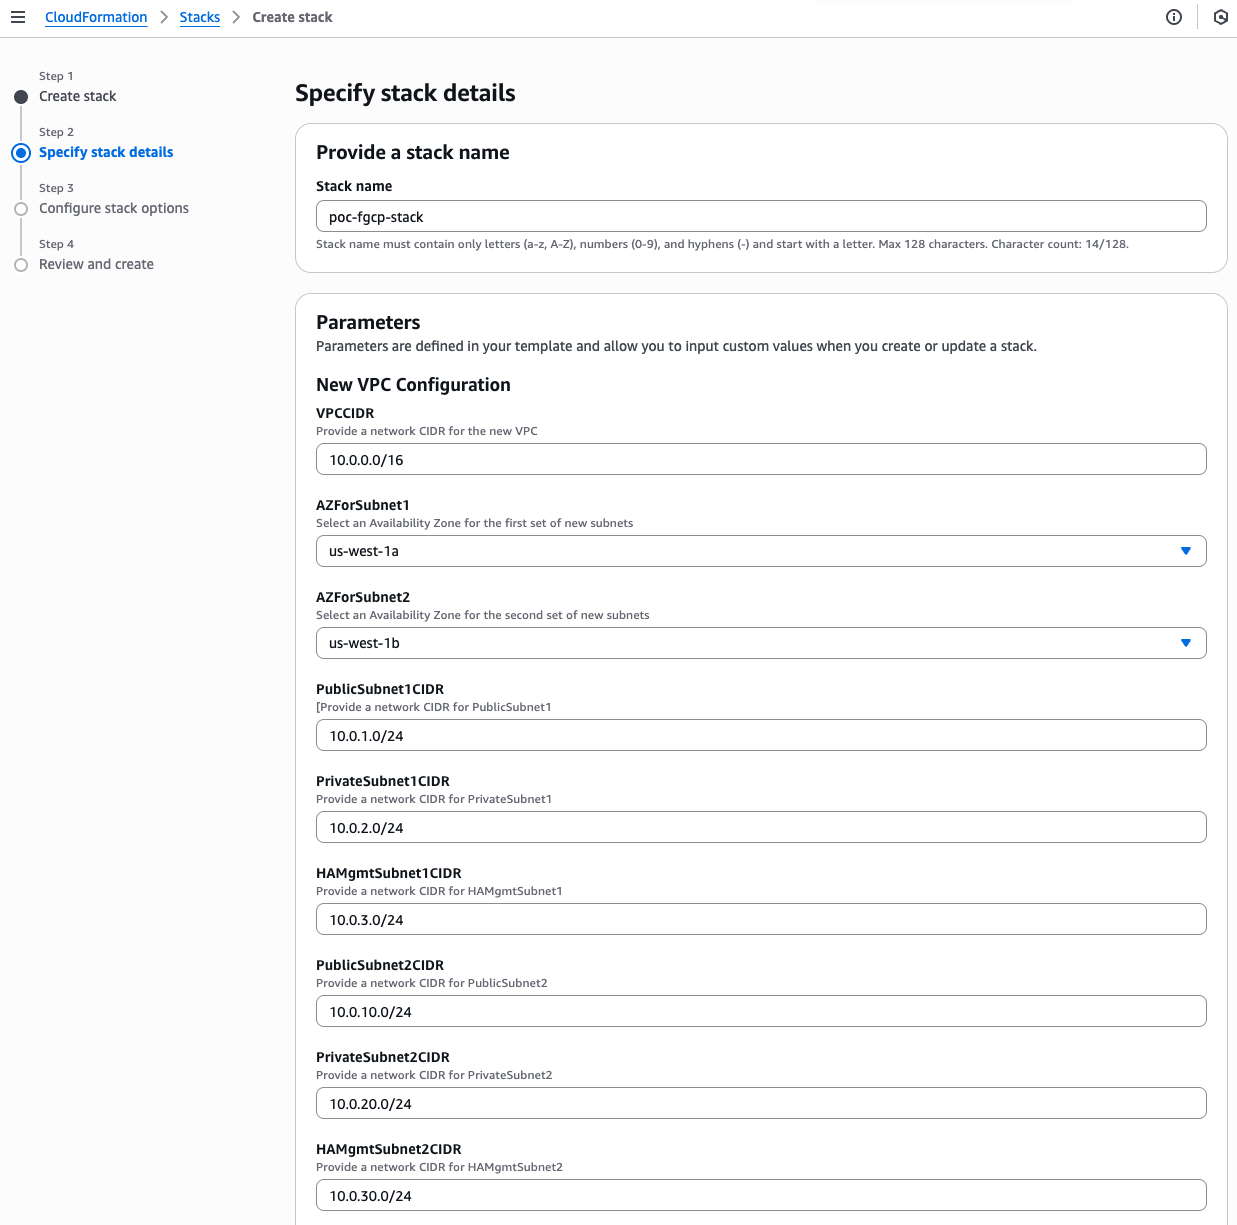 CloudFormation > Stacks > Create stack
Step 1
Create stack
Step 2
Specify stack details
Step 3
Configure stack options
Step 4
Review and create
Specify stack details
Provide a stack name
Stack name
poc-fgcp-stack
Stack name must contain only letters (a-z, A-Z), numbers (0-9), and hyphens (-) and start with a letter. Max 128 characters. Character count: 14/128.
Parameters
Parameters are defined in your template and allow you to input custom values when you create or update a stack.
New VPC Configuration
VPCCIDR
Provide a network CIDR for the new VPC
10.0.0.0/16
AZForSubnet1
Select an Availability Zone for the first set of new subnets
us-west-1a
AZForSubnet2
Select an Availability Zone for the second set of new subnets
us-west-1b
PublicSubnet1CIDR
[Provide a network CIDR for PublicSubnet1
10.0.1.0/24
PrivateSubnet1CIDR
Provide a network CIDR for PrivateSubnet1
10.0.2.0/24
HAMgmtSubnet1CIDR
Provide a network CIDR for HAMgmtSubnet1
10.0.3.0/24
PublicSubnet2CIDR
Provide a network CIDR for PublicSubnet2
10.0.10.0/24
PrivateSubnet2CIDR
Provide a network CIDR for PrivateSubnet2
10.0.20.0/24
HAMgmtSubnet2CIDR
Provide a network CIDR for HAMgmtSubnet2
10.0.30.0/24